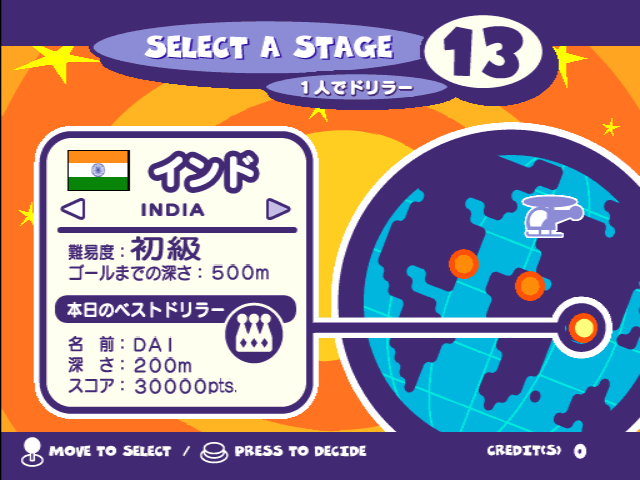 SELECT A STAGE
13
1人でドリラー
インド
INDIA
難易度：初級
ゴールまでの深さ：500m
本日のベストドリラー
名 前：DAI
深 さ：200m
スコア：30000pts.
MOVE TO SELECT / PRESS TO DECIDE
CREDIT(S) 0